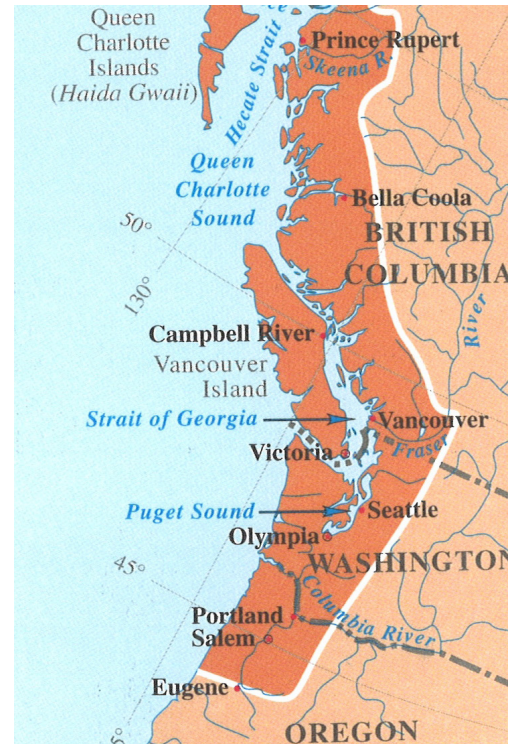 Queen
Charlotte
Islands
(Haida Gwaii)
Hecate Strait
Prince Rupert
Skeena R.
Queen
Charlotte
Sound
Bella Coola
50°
BRITISH
COLUMBIA
130°
River
Campbell River
Vancouver
Island
Strait of Georgia
Vancouver
Fraser
Victoria
Puget Sound
Seattle
Olympia
WASHINGTON
45°
Columbia River
Portland
Salem
Eugene
OREGON